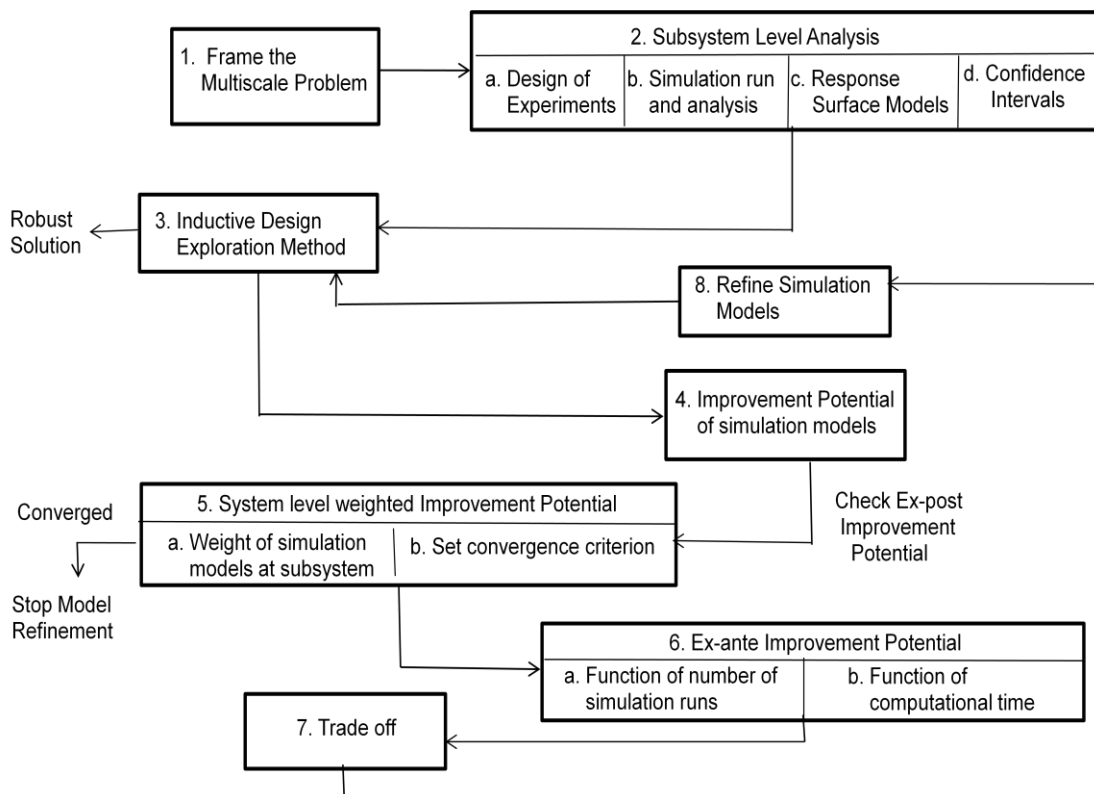 1. Frame the
Multiscale Problem
2. Subsystem Level Analysis
a. Design of
Experiments
b. Simulation run
and analysis
c. Response
Surface Models
d. Confidence
Intervals
Robust
Solution
3. Inductive Design
Exploration Method
8. Refine Simulation
Models
4. Improvement Potential
of simulation models
Check Ex-post
Improvement
Potential
Converged
Stop Model
Refinement
5. System level weighted Improvement Potential
a. Weight of simulation
models at subsystem
b. Set convergence criterion
6. Ex-ante Improvement Potential
a. Function of number of
simulation runs
b. Function of
computational time
7. Trade off